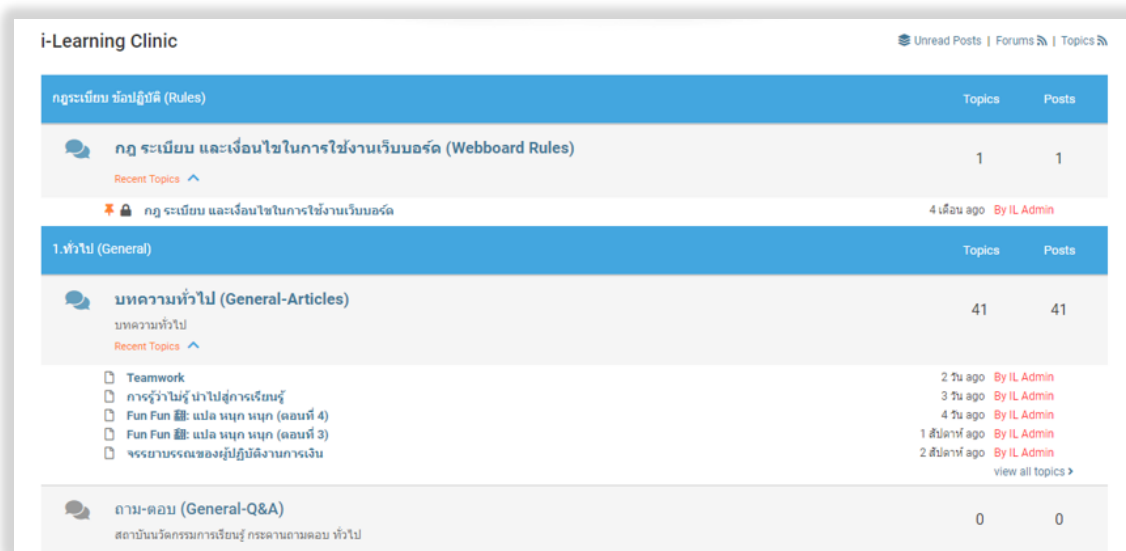 i-Learning Clinic
Unread Posts | Forums | Topics
กฎระเบียบ ข้อปฏิบัติ (Rules) Topics Posts
กฎ ระเบียบ และเงื่อนไขในการใช้งานเว็บบอร์ด (Webboard Rules) 1 1
Recent Topics
กฎ ระเบียบ และเงื่อนไขในการใช้งานเว็บบอร์ด 4 เดือน ago By IL Admin
1.ทั่วไป (General) Topics Posts
บทความทั่วไป (General-Articles) 41 41
บทความทั่วไป
Recent Topics
Teamwork 2 วัน ago By IL Admin
การรู้ว่าไม่รู้ นำไปสู่การเรียนรู้ 3 วัน ago By IL Admin
Fun Fun : แปล หนุก หนุก (ตอนที่ 4) 4 วัน ago By IL Admin
Fun Fun : แปล หนุก หนุก (ตอนที่ 3) 1 สัปดาห์ ago By IL Admin
จรรยาบรรณของผู้ปฏิบัติงานการเงิน 2 สัปดาห์ ago By IL Admin
view all topics
ถาม-ตอบ (General-Q&A) 0 0
สถาบันนวัตกรรมการเรียนรู้ กระดานถามตอบ ทั่วไป